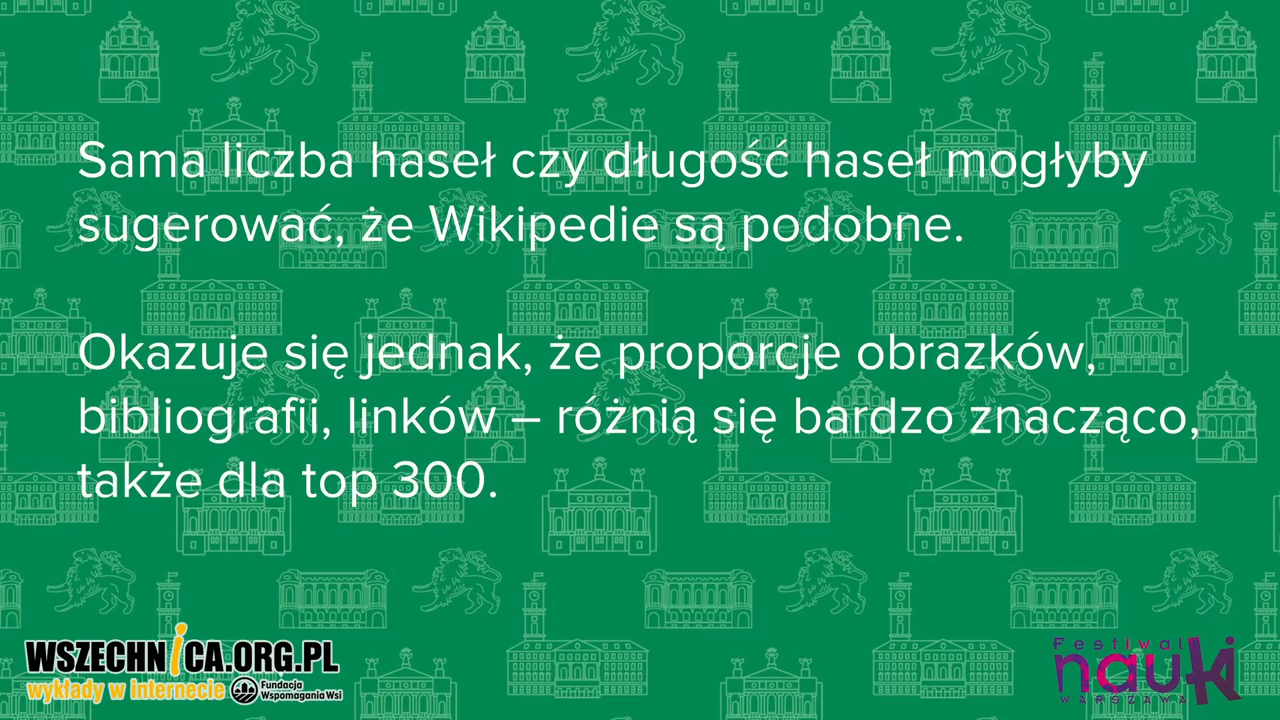 Sama liczba haseł czy długość haseł mogłyby
sugerować, że Wikipedie są podobne.
Okazuje się jednak, że proporcje obrazków,
bibliografii, linków – różnią się bardzo znacząco,
także dla top 300.
WSZECHNICA.ORG.PL
wykłady w internecie
Fundacja
Wspomagania Wsi
Festiwal
nauki
WARSZAWA